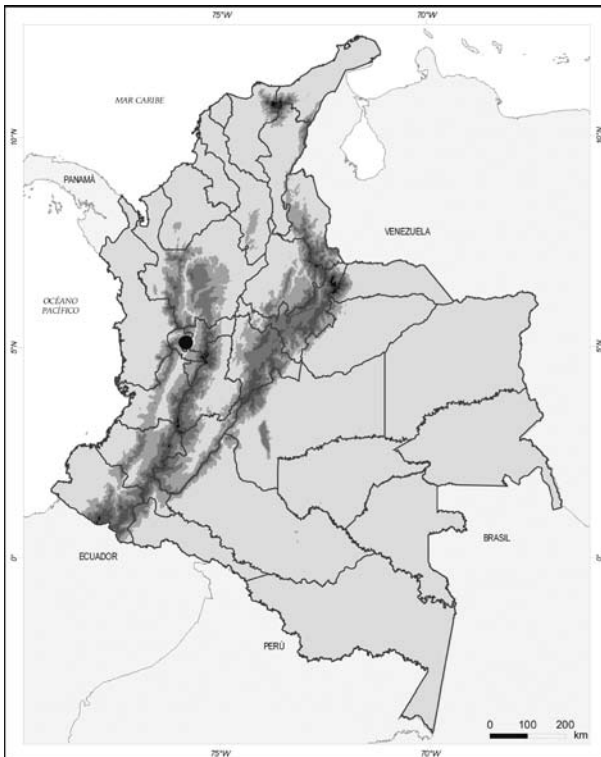 75°W 70°W
MAR CARIBE
10°N 10°N
PANAMÁ
VENEZUELA
OCÉANO
PACÍFICO
5°N 5°N
0° 0°
ECUADOR
BRASIL
PERÚ
0 100 200
km
75°W 70°W